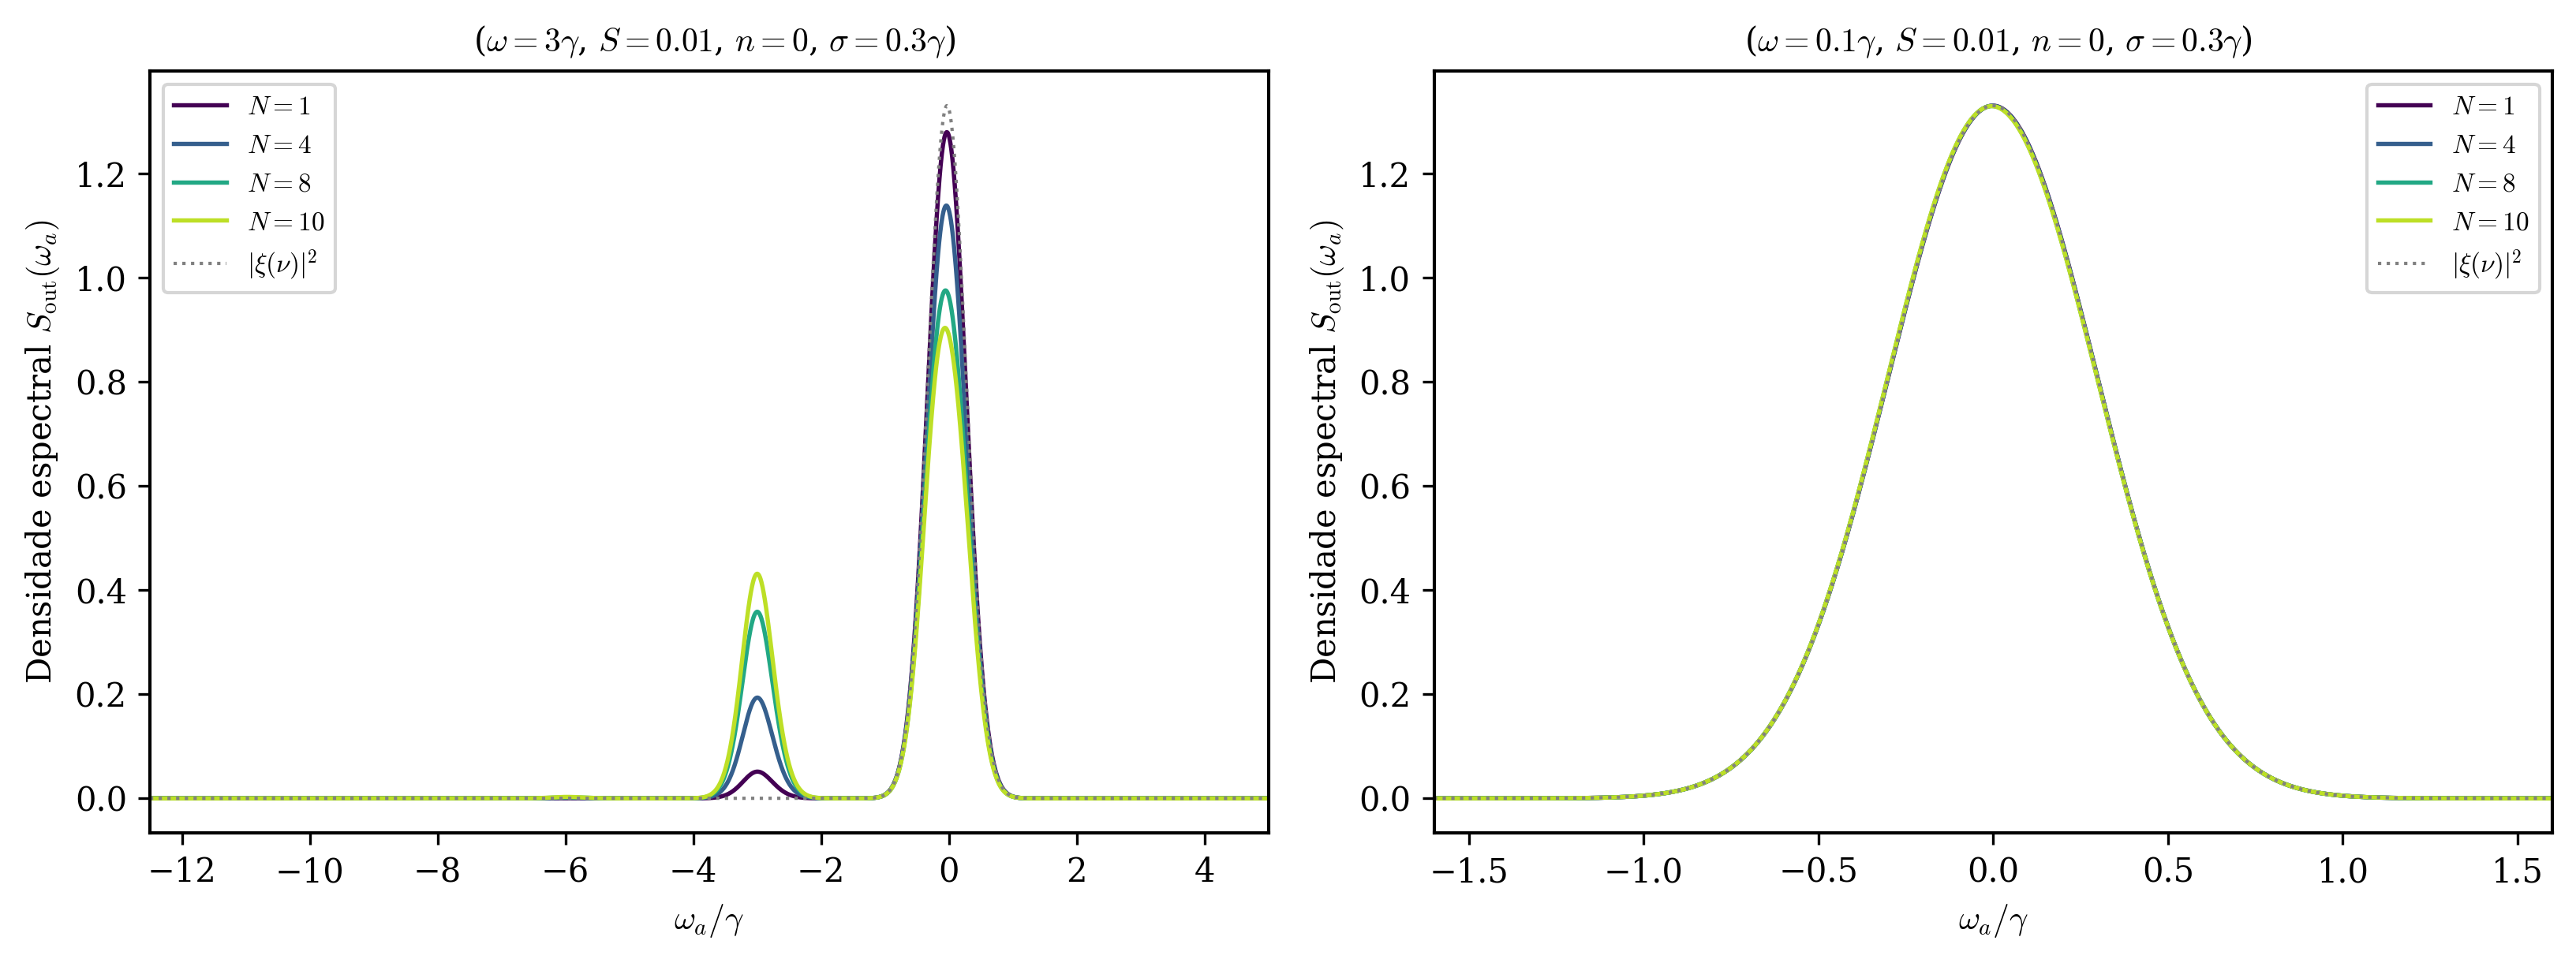 (ω = 3γ, S = 0.01, n = 0, σ = 0.3γ)
Densidade espectral S_out(ω_a)
1.2
1.0
0.8
0.6
0.4
0.2
0.0
N = 1
N = 4
N = 8
N = 10
|ξ(ν)|²
−12
−10
−8
−6
−4
−2
0
2
4
ω_a/γ
(ω = 0.1γ, S = 0.01, n = 0, σ = 0.3γ)
Densidade espectral S_out(ω_a)
1.2
1.0
0.8
0.6
0.4
0.2
0.0
N = 1
N = 4
N = 8
N = 10
|ξ(ν)|²
−1.5
−1.0
−0.5
0.0
0.5
1.0
1.5
ω_a/γ